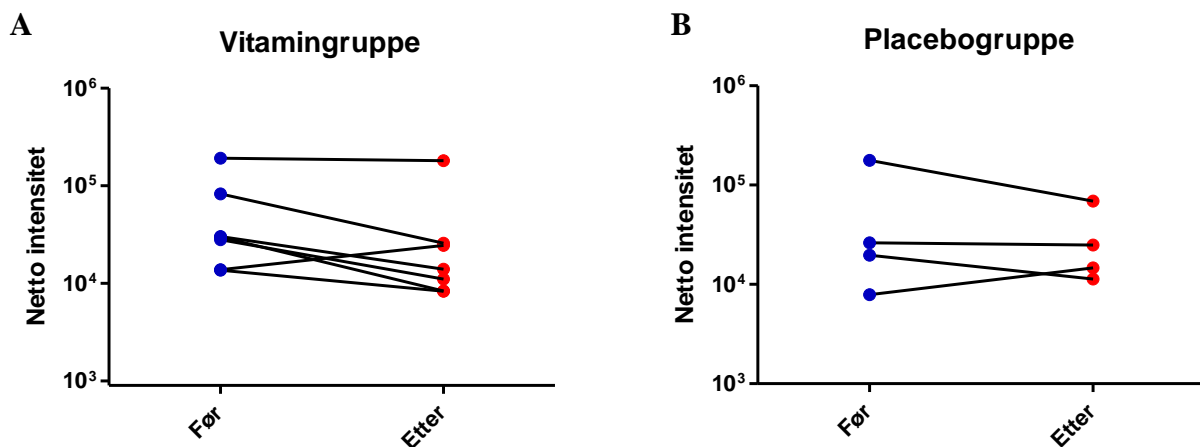 A
Vitamingruppe
Netto intensitet
10⁶
10⁵
10⁴
10³
Før
Etter
B
Placebogruppe
Netto intensitet
10⁶
10⁵
10⁴
10³
Før
Etter